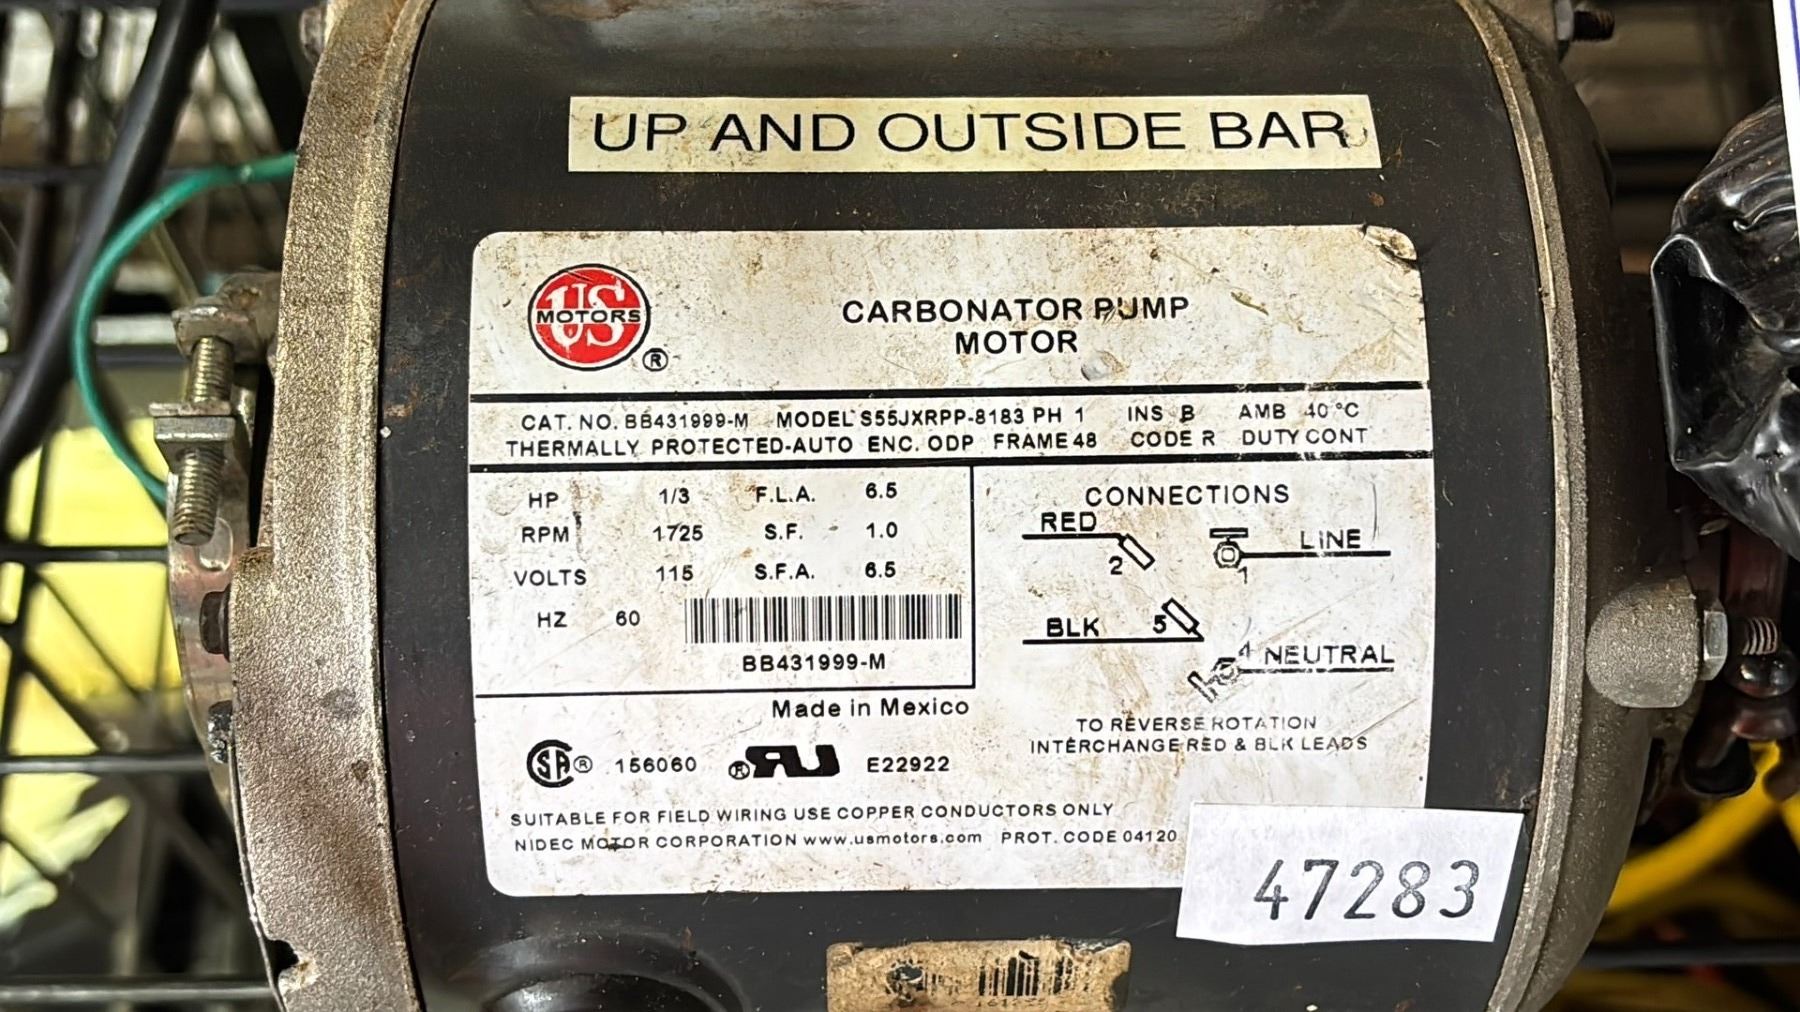 UP AND OUTSIDE BAR
US
MOTORS
®
CARBONATOR PUMP
MOTOR
CAT. NO. BB431999-M MODEL S55JXRPP-8183 PH 1 INS B AMB 40 °C
THERMALLY PROTECTED-AUTO ENC. ODP FRAME 48 CODE R DUTY CONT
HP 1/3 F.L.A. 6.5
RPM 1725 S.F. 1.0
VOLTS 115 S.F.A. 6.5
HZ 60
BB431999-M
CONNECTIONS
RED 2
LINE 1
BLK 5
4 NEUTRAL
TO REVERSE ROTATION
INTERCHANGE RED & BLK LEADS
Made in Mexico
SA ® 156060 ® RU E22922
SUITABLE FOR FIELD WIRING USE COPPER CONDUCTORS ONLY
NIDEC MOTOR CORPORATION www.usmotors.com PROT. CODE 04120
47283